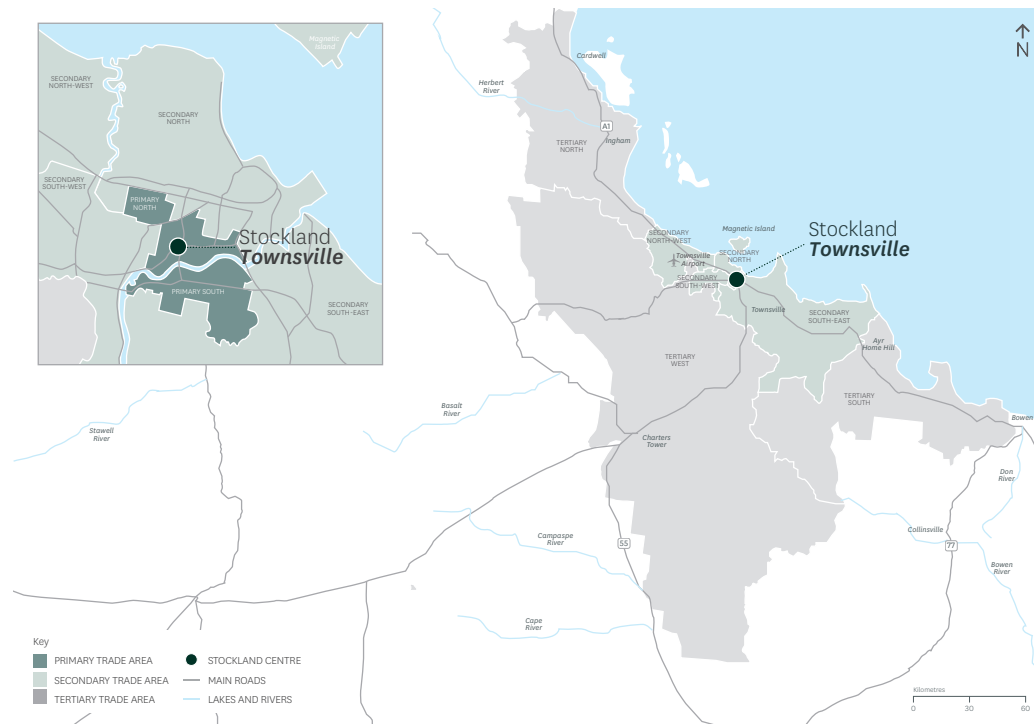 Magnetic
Island
SECONDARY
NORTH-WEST
SECONDARY
NORTH
SECONDARY
SOUTH-WEST
PRIMARY
NORTH
Stockland
Townsville
PRIMARY SOUTH
SECONDARY
SOUTH-EAST
N
Cardwell
Herbert
River
A1
Ingham
TERTIARY
NORTH
Magnetic Island
Stockland
Townsville
SECONDARY
NORTH-WEST
SECONDARY
NORTH
Townsville
Airport
SECONDARY
SOUTH-WEST
Townsville
SECONDARY
SOUTH-EAST
Ayr
Home Hill
TERTIARY
WEST
TERTIARY
SOUTH
Bowen
Basalt
River
Stawell
River
Charters
Tower
Don
River
Campaspe
River
55
Collinsville
77
Bowen
River
Cape
River
Key
PRIMARY TRADE AREA
SECONDARY TRADE AREA
TERTIARY TRADE AREA
STOCKLAND CENTRE
MAIN ROADS
LAKES AND RIVERS
Kilometres
0 30 60